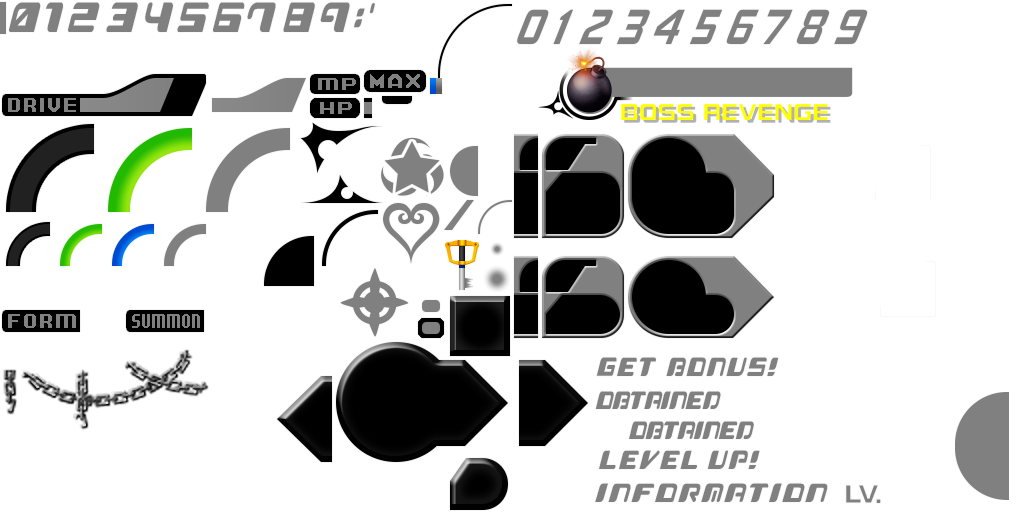 0123456789:'
0123456789
MP
MAX
DRIVE
HP
BOSS REVENGE
FORM
SUMMON
GET BONUS!
OBTAINED
OBTAINED
LEVEL UP!
INFORMATION LV.